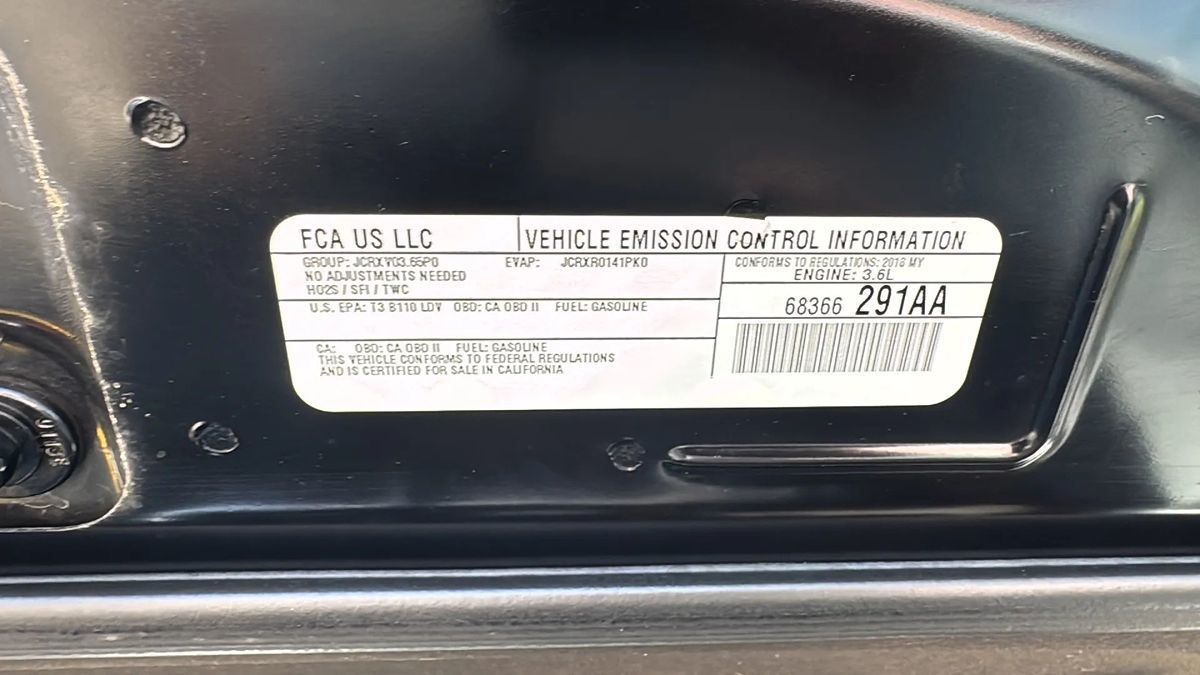 FCA US LLC
VEHICLE EMISSION CONTROL INFORMATION
GROUP: JCRXV03.65P0 EVAP: JCRXR0141PK0
NO ADJUSTMENTS NEEDED
HO2S / SFI / TWC
CONFORMS TO REGULATIONS: 2018 MY
ENGINE: 3.6L
U.S. EPA: T3 B110 LDV OBD: CA OBD II FUEL: GASOLINE
68366 291AA
CA: OBD: CA OBD II FUEL: GASOLINE
THIS VEHICLE CONFORMS TO FEDERAL REGULATIONS
AND IS CERTIFIED FOR SALE IN CALIFORNIA